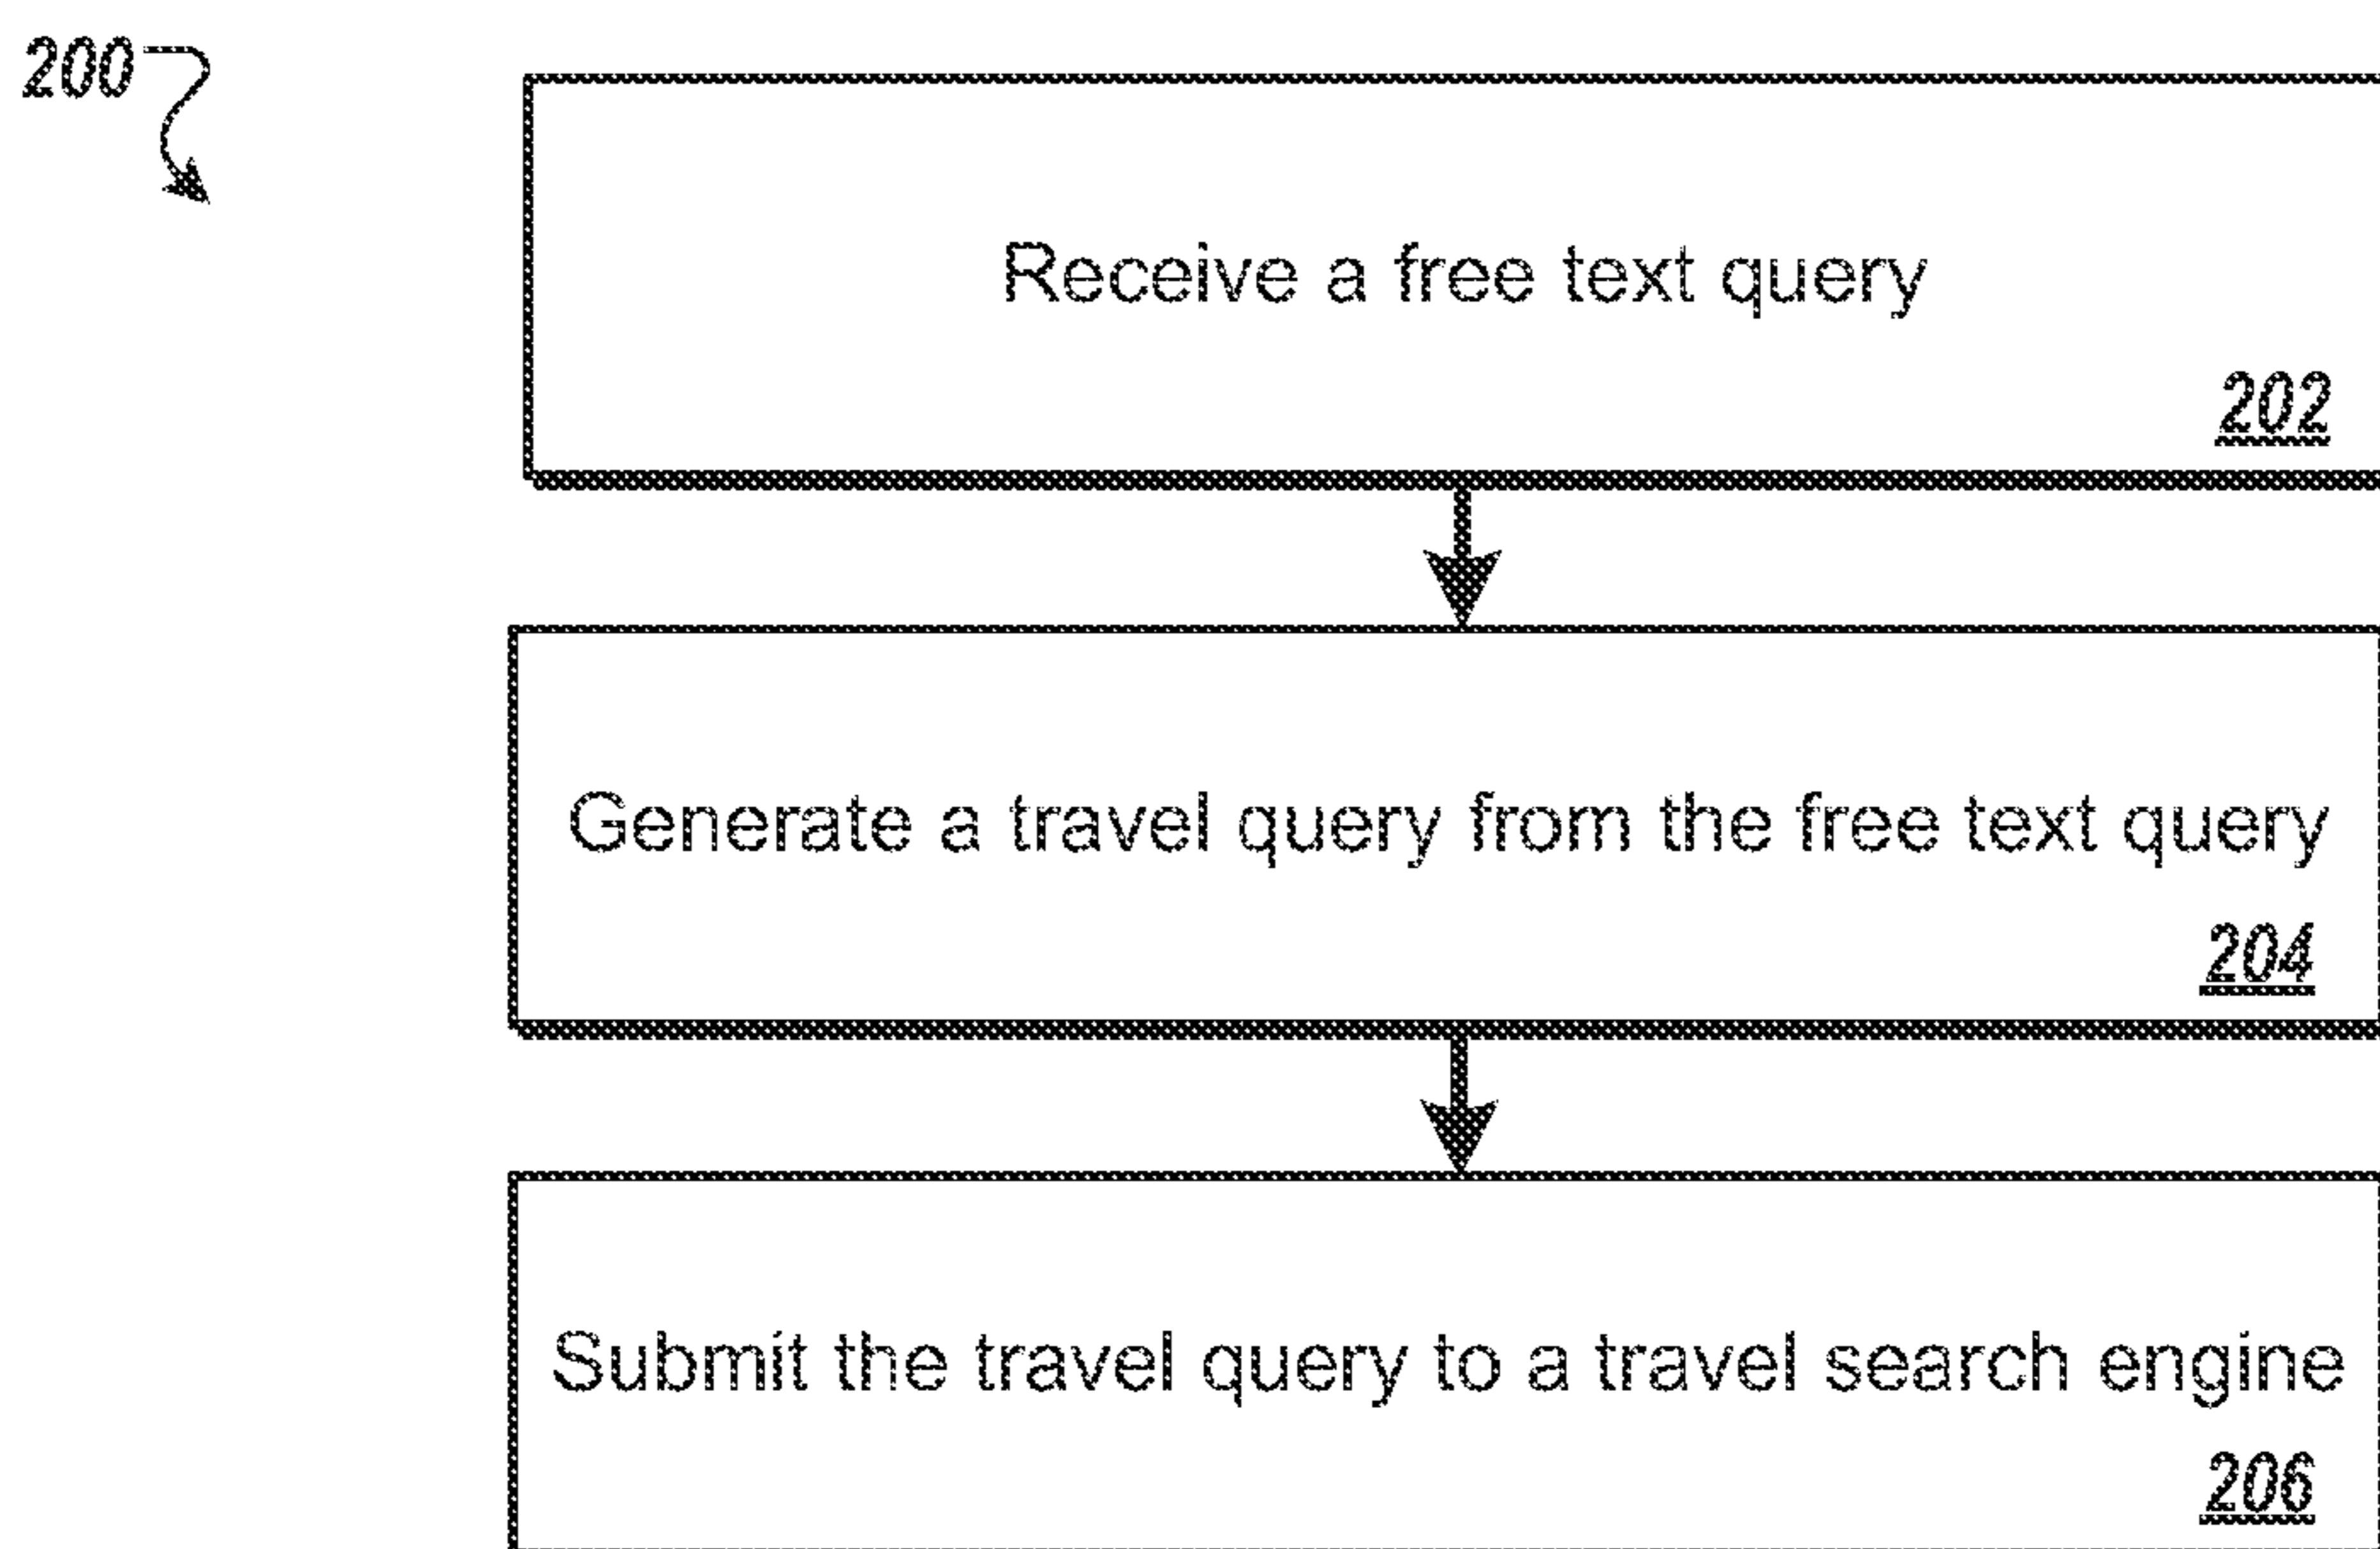 200
Receive a free text query
202
Generate a travel query from the free text query
204
Submit the travel query to a travel search engine
206